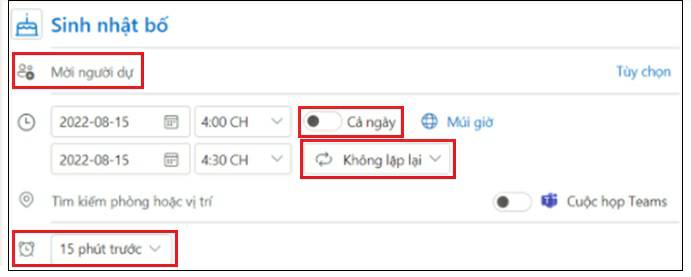 Sinh nhật bố
Mời người dự
Tùy chọn
2022-08-15 4:00 CH Cả ngày Múi giờ
2022-08-15 4:30 CH Không lặp lại
Tìm kiếm phòng hoặc vị trí Cuộc họp Teams
15 phút trước